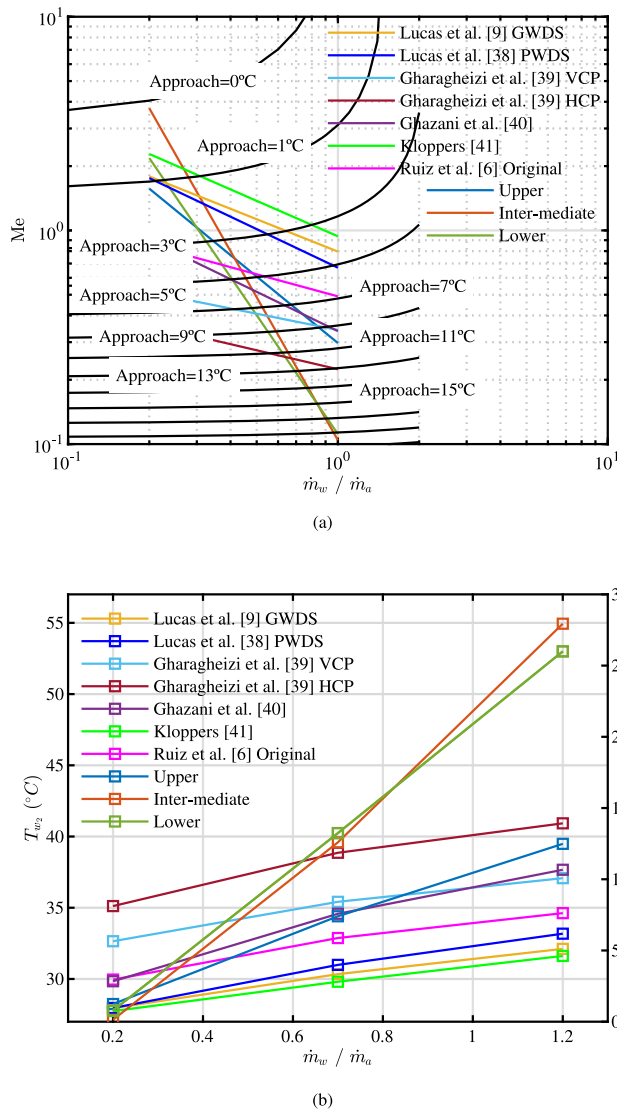 10¹
Lucas et al. [9] GWDS
Lucas et al. [38] PWDS
Gharagheizi et al. [39] VCP
Gharagheizi et al. [39] HCP
Ghazani et al. [40]
Kloppers [41]
Ruiz et al. [6] Original
Upper
Inter-mediate
Lower
Approach=0ºC
Approach=1ºC
Approach=3ºC
Approach=5ºC
Approach=7ºC
Approach=9ºC
Approach=11ºC
Approach=13ºC
Approach=15ºC
Me
10⁰
10⁻¹
10⁻¹ 10⁰ 10¹
ṁ_w / ṁ_a
(a)
Lucas et al. [9] GWDS
Lucas et al. [38] PWDS
Gharagheizi et al. [39] VCP
Gharagheizi et al. [39] HCP
Ghazani et al. [40]
Kloppers [41]
Ruiz et al. [6] Original
Upper
Inter-mediate
Lower
T_w₂ (°C)
55
50
45
40
35
30
0.2 0.4 0.6 0.8 1 1.2
ṁ_w / ṁ_a
(b)